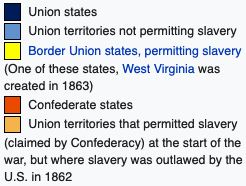 Union states
Union territories not permitting slavery
Border Union states, permitting slavery
(One of these states, West Virginia was
created in 1863)
Confederate states
Union territories that permitted slavery
(claimed by Confederacy) at the start of the
war, but where slavery was outlawed by the
U.S. in 1862